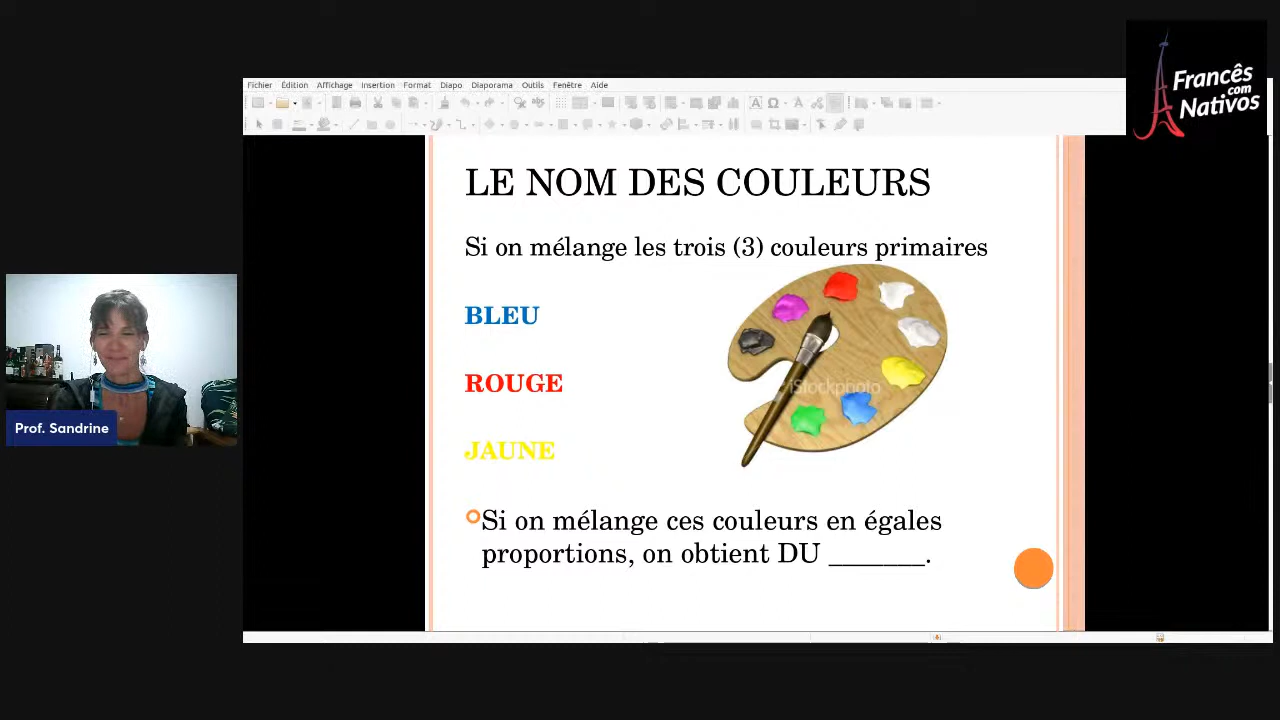 Francês
com
Nativos
Fichier Édition Affichage Insertion Format Diapo Diaporama Outils Fenêtre Aide
LE NOM DES COULEURS
Si on mélange les trois (3) couleurs primaires
BLEU
ROUGE
JAUNE
iStockphoto
Prof. Sandrine
Si on mélange ces couleurs en égales
proportions, on obtient DU _______.